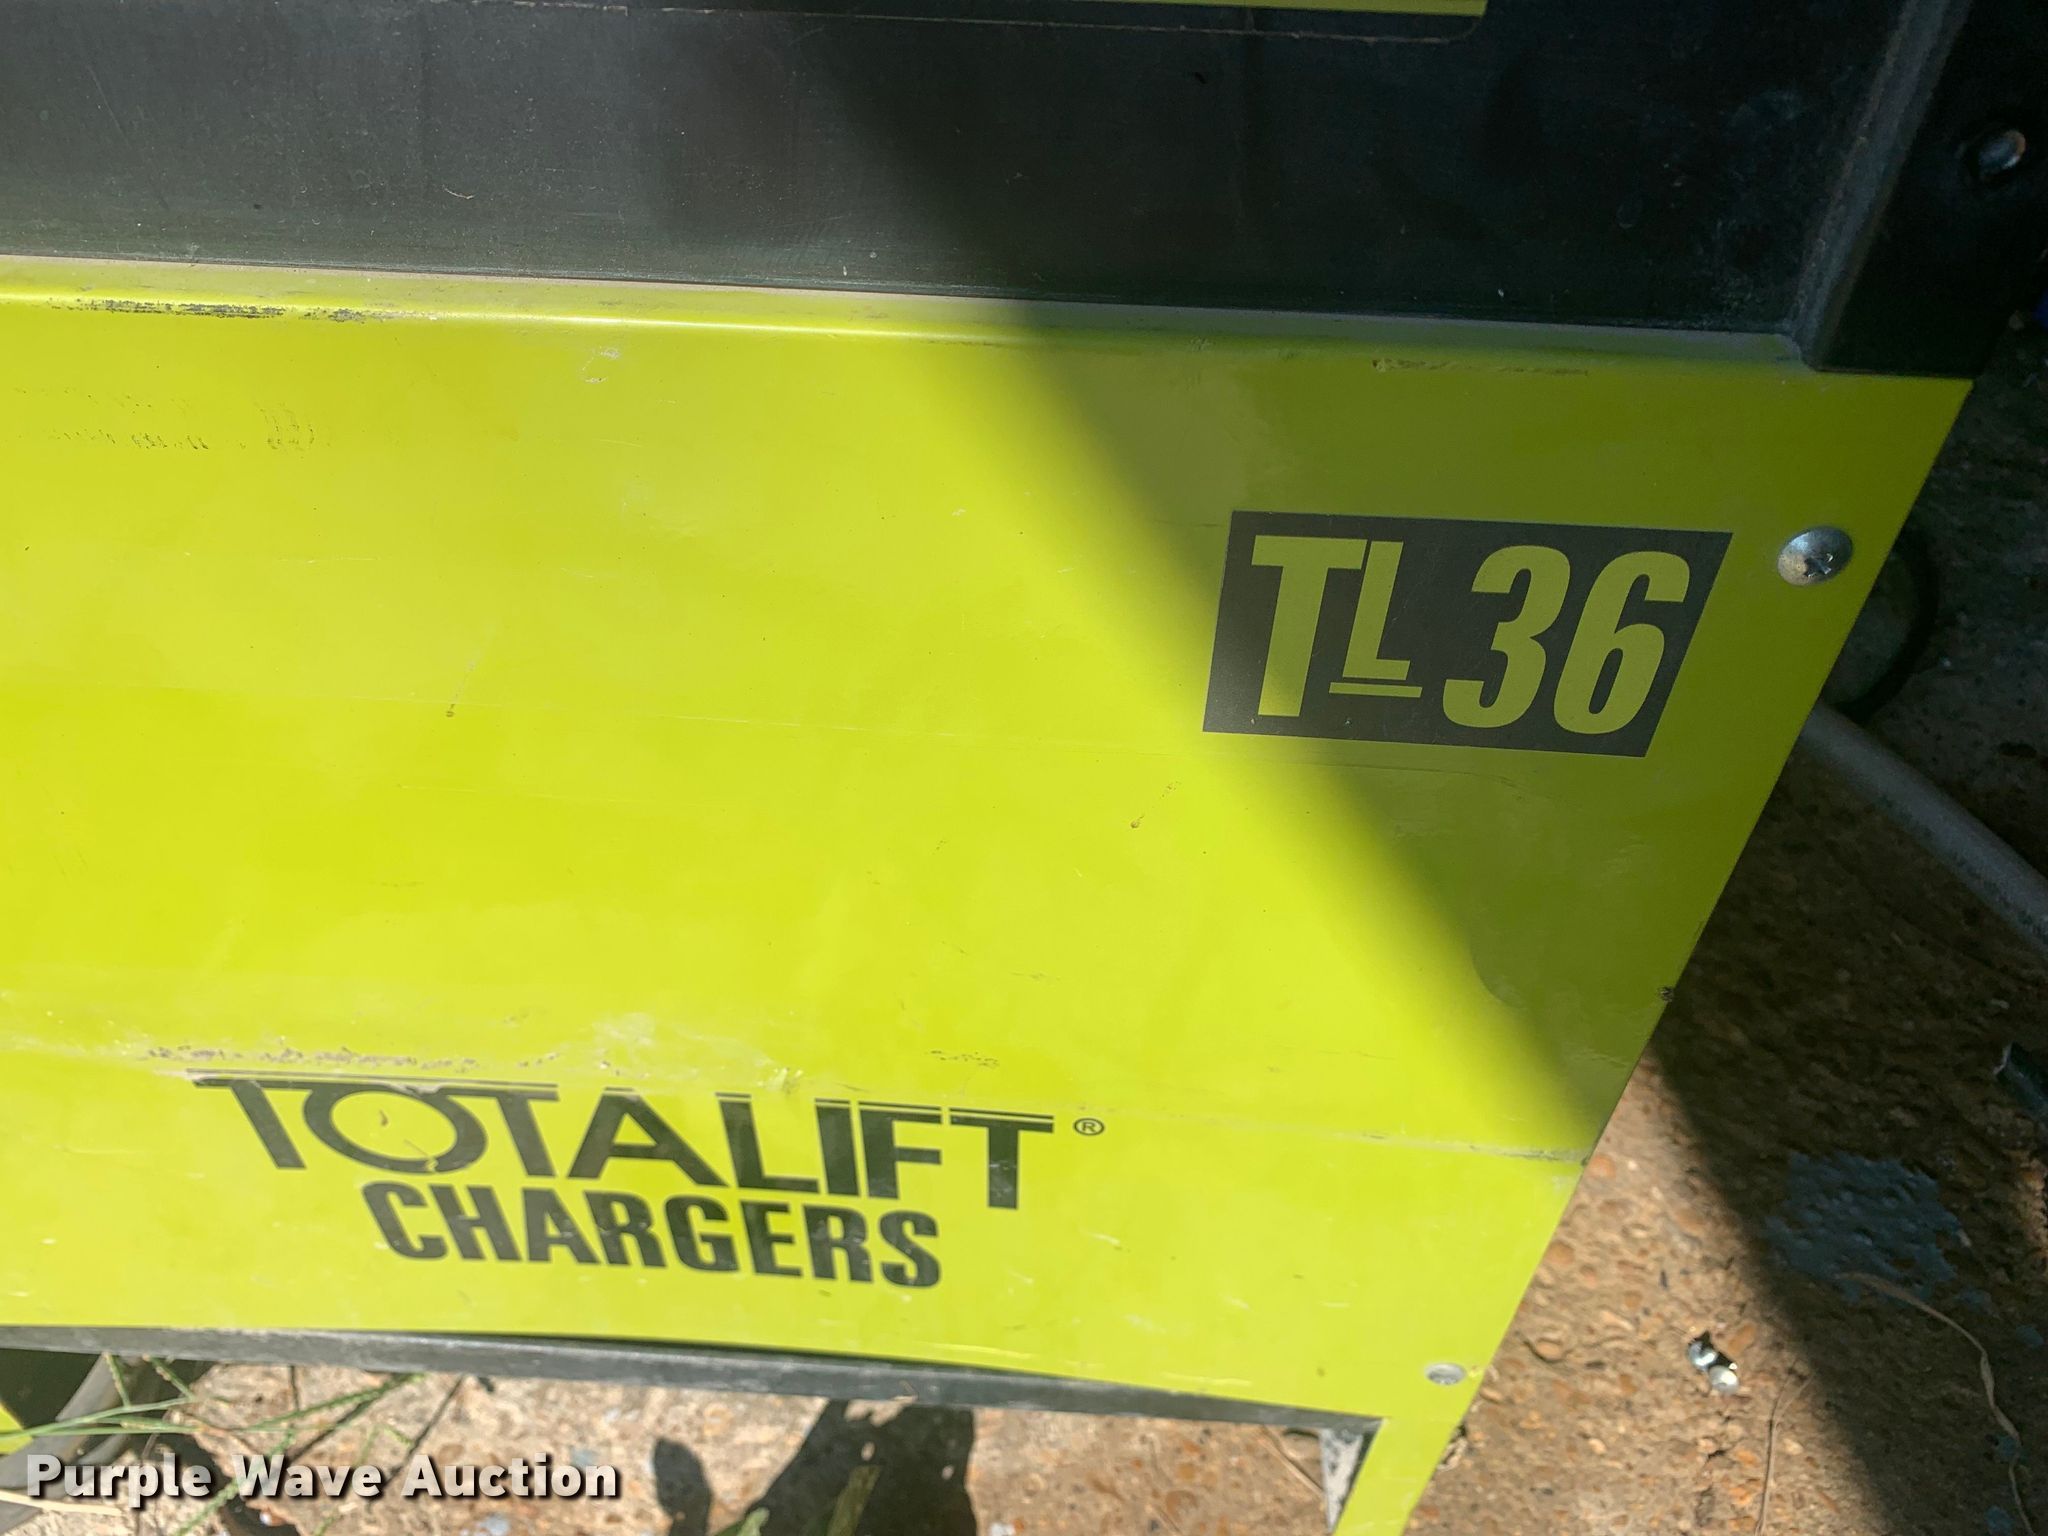 TL 36
TOTALIFT®
CHARGERS
Purple Wave Auction